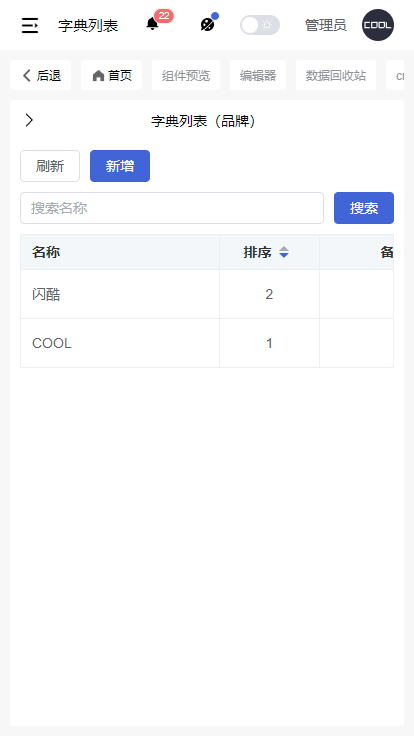 字典列表 22 管理员 COOL
后退 首页 组件预览 编辑器 数据回收站
字典列表（品牌）
刷新 新增
搜索名称 搜索
名称 排序 备
闪酷 2
COOL 1